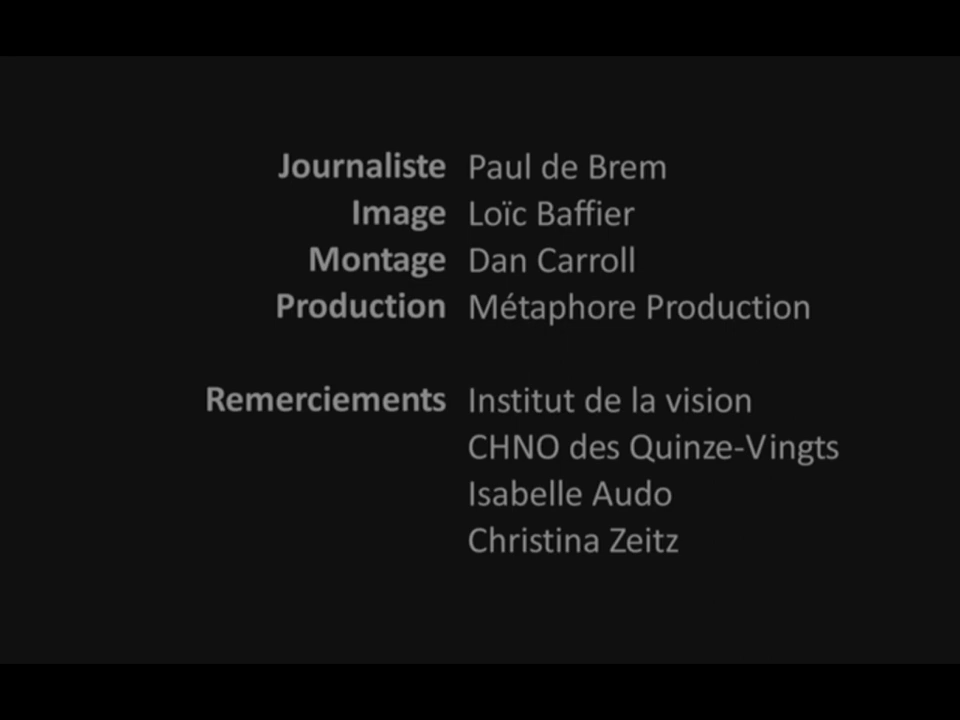 Journaliste Paul de Brem
Image Loïc Baffier
Montage Dan Carroll
Production Métaphore Production
Remerciements Institut de la vision
CHNO des Quinze-Vingts
Isabelle Audo
Christina Zeitz